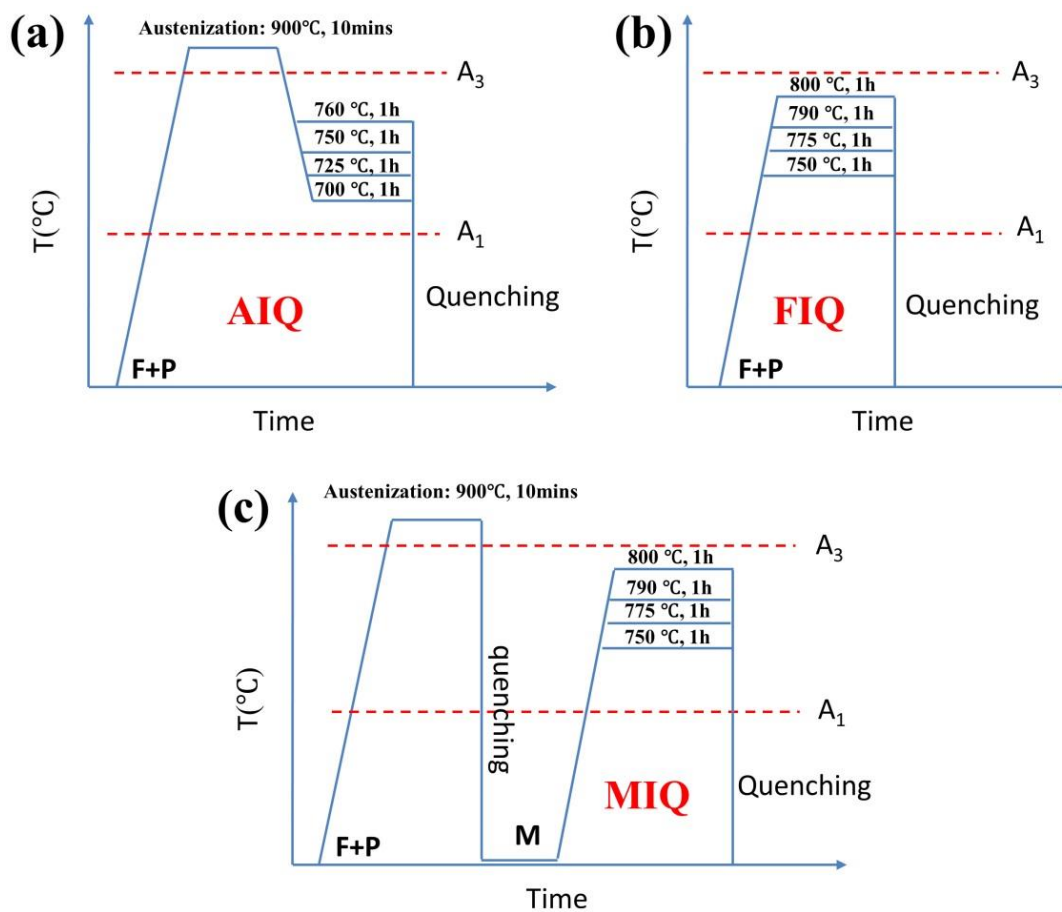 (a)
Austenization: 900℃, 10mins
A3
760 ℃, 1h
750 ℃, 1h
725 ℃, 1h
700 ℃, 1h
T(℃)
A1
AIQ
Quenching
F+P
Time
(b)
A3
800 ℃, 1h
790 ℃, 1h
775 ℃, 1h
750 ℃, 1h
T(℃)
A1
FIQ
Quenching
F+P
Time
(c)
Austenization: 900℃, 10mins
A3
800 ℃, 1h
790 ℃, 1h
775 ℃, 1h
750 ℃, 1h
quenching
T(℃)
A1
MIQ
Quenching
M
F+P
Time